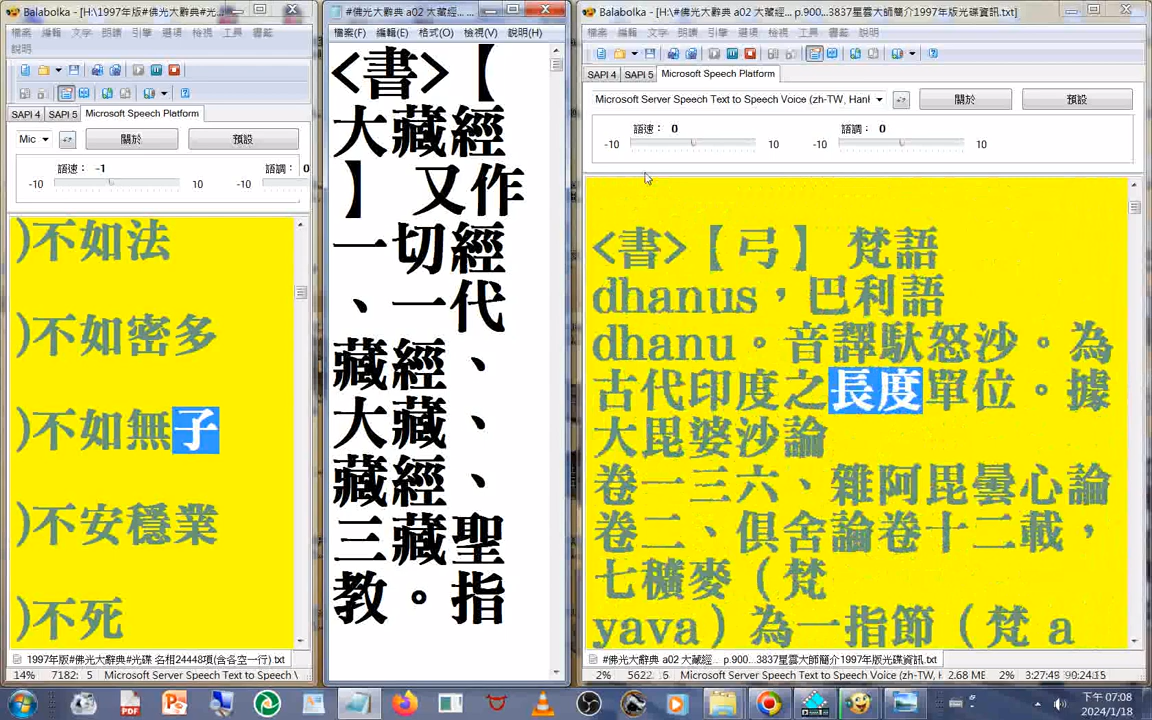 Balabolka - [H:\1997年版#佛光大辭典#光...
檔案 編輯 文字 朗讀 引擎 選項 檢視 工具 書籤
說明
SAPI 4 SAPI 5 Microsoft Speech Platform
Mic 關於 預設
語速： -1 語調： 0
-10 10 -10
)不如法
)不如密多
)不如無子
)不安穩業
)不死
1997年版#佛光大辭典#光碟 名相24448項(含各空一行).txt
14% 7182: 5 Microsoft Server Speech Text to Speech \
#佛光大辭典 a02 大藏經... ...
檔案(F) 編輯(E) 格式(O) 檢視(V) 說明(H)
<書>【
大藏經
】 又作
一切經
、一代
藏經、
大藏、
藏經、
三藏聖
教。指
Balabolka - [H:\#佛光大辭典 a02 大藏經... p.900...3837星雲大師簡介1997年版光碟資訊.txt]
檔案 編輯 文字 朗讀 引擎 選項 檢視 工具 書籤 說明
SAPI 4 SAPI 5 Microsoft Speech Platform
Microsoft Server Speech Text to Speech Voice (zh-TW, Hanl 關於 預設
語速： 0 語調： 0
-10 10 -10 10
<書>【弓】 梵語
dhanus，巴利語
dhanu。音譯馱怒沙。為
古代印度之長度單位。據
大毘婆沙論
卷一三六、雜阿毘曇心論
卷二、俱舍論卷十二載，
七穬麥（梵
yava）為一指節（梵 a
#佛光大辭典 a02 大藏經... p.900...3837星雲大師簡介1997年版光碟資訊.txt
2% 5622: 5 Microsoft Server Speech Text to Speech Voice (zh-TW, H 2.68 ME 2%
下午 07:08
2024/1/18